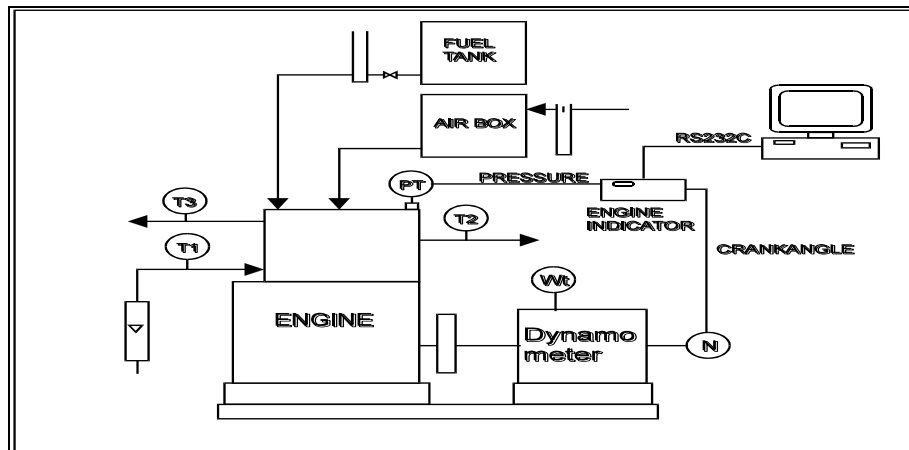 FUEL
TANK
AIR BOX
RS232C
PT
PRESSURE
T3
T2
ENGINE
INDICATOR
T1
CRANKANGLE
Wt
ENGINE
Dynamo
meter
N